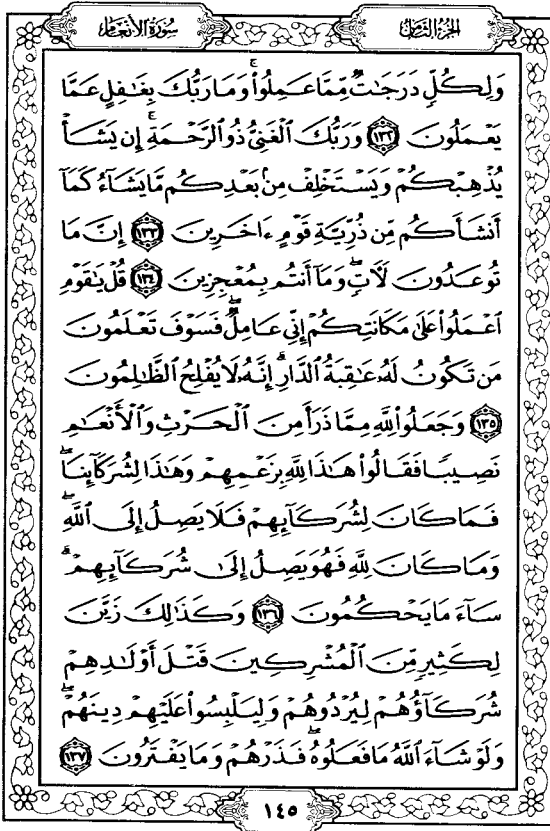 الجزء الثامن
سورة الأنعام
وَلِكُلٍّ دَرَجَٰتٌ مِّمَّا عَمِلُوا۟ ۚ وَمَا رَبُّكَ بِغَٰفِلٍ عَمَّا
يَعْمَلُونَ ١٣٢ وَرَبُّكَ ٱلْغَنِىُّ ذُو ٱلرَّحْمَةِ ۚ إِن يَشَأْ
يُذْهِبْكُمْ وَيَسْتَخْلِفْ مِنۢ بَعْدِكُم مَّا يَشَآءُ كَمَآ
أَنشَأَكُم مِّن ذُرِّيَّةِ قَوْمٍ ءَاخَرِينَ ١٣٣ إِنَّ مَا
تُوعَدُونَ لَـَٔاتٍ ۖ وَمَآ أَنتُم بِمُعْجِزِينَ ١٣٤ قُلْ يَٰقَوْمِ
ٱعْمَلُوا۟ عَلَىٰ مَكَانَتِكُمْ إِنِّى عَامِلٌ ۖ فَسَوْفَ تَعْلَمُونَ
مَن تَكُونُ لَهُۥ عَٰقِبَةُ ٱلدَّارِ ۗ إِنَّهُۥ لَا يُفْلِحُ ٱلظَّٰلِمُونَ
١٣٥ وَجَعَلُوا۟ لِلَّهِ مِمَّا ذَرَأَ مِنَ ٱلْحَرْثِ وَٱلْأَنْعَٰمِ
نَصِيبًا فَقَالُوا۟ هَٰذَا لِلَّهِ بِزَعْمِهِمْ وَهَٰذَا لِشُرَكَآئِنَا ۖ
فَمَا كَانَ لِشُرَكَآئِهِمْ فَلَا يَصِلُ إِلَى ٱللَّهِ ۖ
وَمَا كَانَ لِلَّهِ فَهُوَ يَصِلُ إِلَىٰ شُرَكَآئِهِمْ ۗ
سَآءَ مَا يَحْكُمُونَ ١٣٦ وَكَذَٰلِكَ زَيَّنَ
لِكَثِيرٍ مِّنَ ٱلْمُشْرِكِينَ قَتْلَ أَوْلَٰدِهِمْ
شُرَكَآؤُهُمْ لِيُرْدُوهُمْ وَلِيَلْبِسُوا۟ عَلَيْهِمْ دِينَهُمْ ۖ
وَلَوْ شَآءَ ٱللَّهُ مَا فَعَلُوهُ ۖ فَذَرْهُمْ وَمَا يَفْتَرُونَ ١٣٧
١٤٥